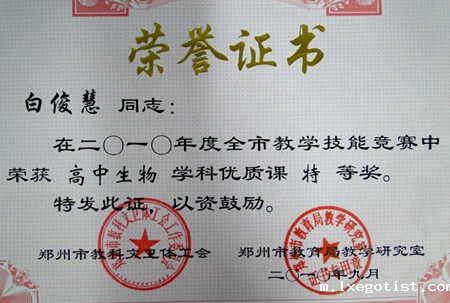 荣誉证书
白俊慧 同志:
在二〇一〇年度全市教学技能竞赛中
荣获 高中生物 学科优质课 特 等奖。
特发此证,以资鼓励。
郑州市教科文卫体工会 郑州市教育局教学研究室
二〇一〇年九月
m.lxegotist.com